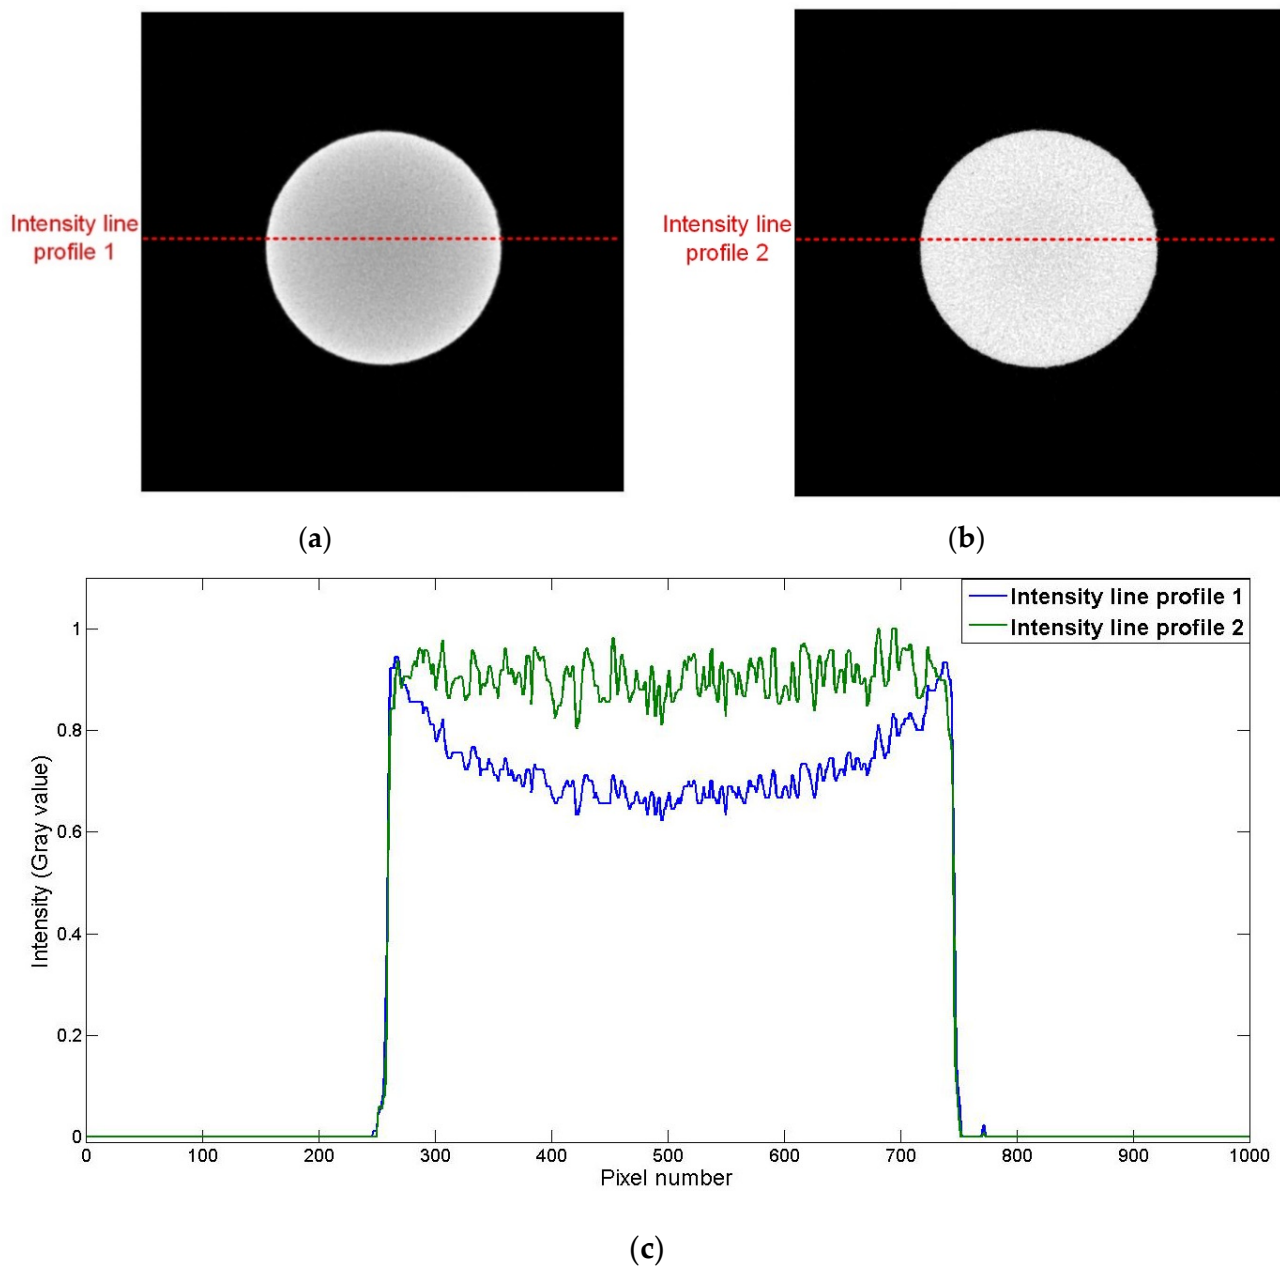 Intensity line
profile 1
Intensity line
profile 2
(a)
(b)
Intensity line profile 1
Intensity line profile 2
1
0.8
0.6
0.4
0.2
0
Intensity (Gray value)
0 100 200 300 400 500 600 700 800 900 1000
Pixel number
(c)